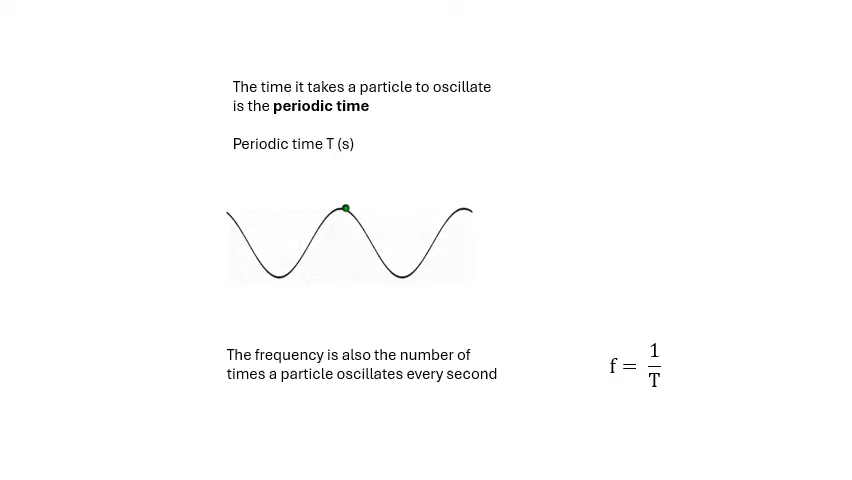 The time it takes a particle to oscillate
is the periodic time
Periodic time T (s)
The frequency is also the number of
times a particle oscillates every second
f = 1/T